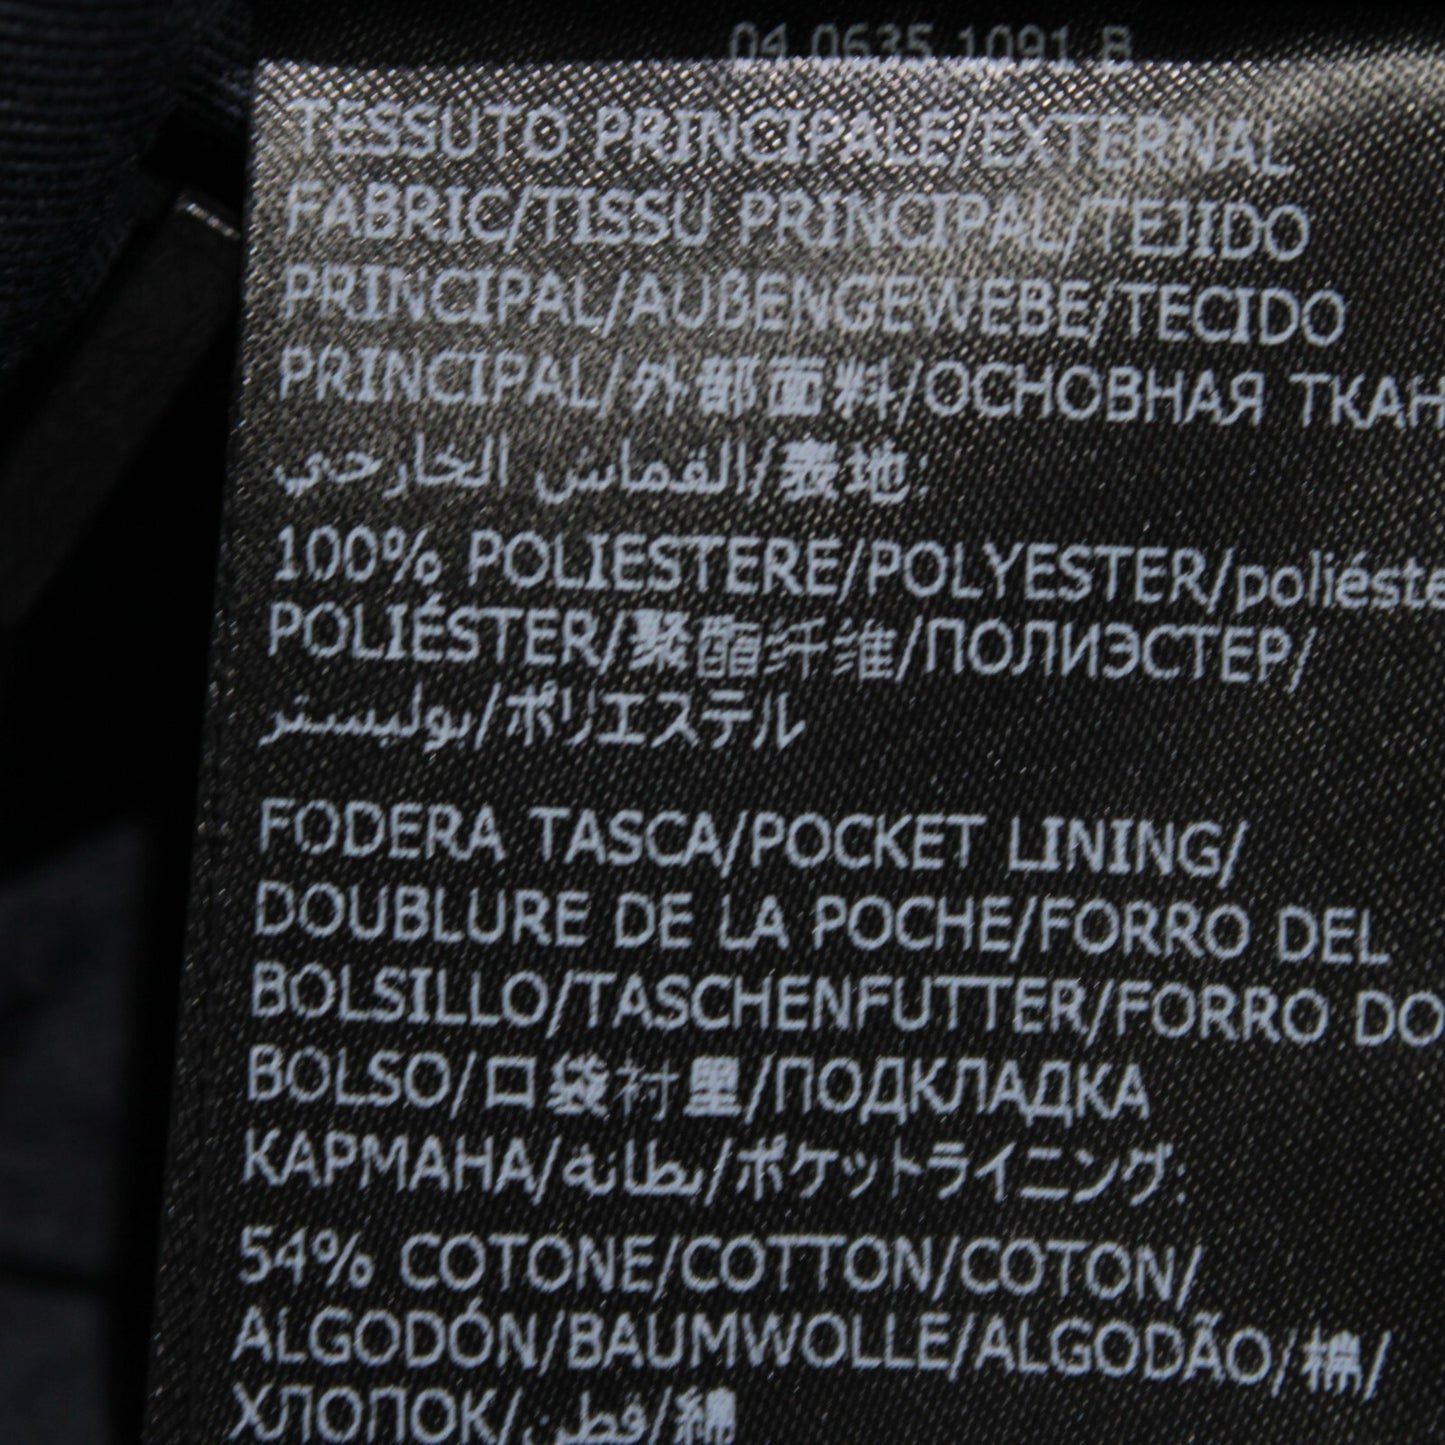 04 0635 1091 B
TESSUTO PRINCIPALE/EXTERNAL
FABRIC/TISSU PRINCIPAL/TEJIDO
PRINCIPAL/AUßENGEWEBE/TECIDO
PRINCIPAL/外部面料/ОСНОВНАЯ ТКАН
القماش الخارجي/表地:
100% POLIESTERE/POLYESTER/poliéste
POLIÉSTER/聚酯纤维/ПОЛИЭСТЕР/
بوليستر/ポリエステル
FODERA TASCA/POCKET LINING/
DOUBLURE DE LA POCHE/FORRO DEL
BOLSILLO/TASCHENFUTTER/FORRO DO
BOLSO/口袋衬里/ПОДКЛАДКА
КАРМАНА/بطانة/ポケットライニング:
54% COTONE/COTTON/COTON/
ALGODÓN/BAUMWOLLE/ALGODÃO/棉/
ХЛОПОК/قطن/綿